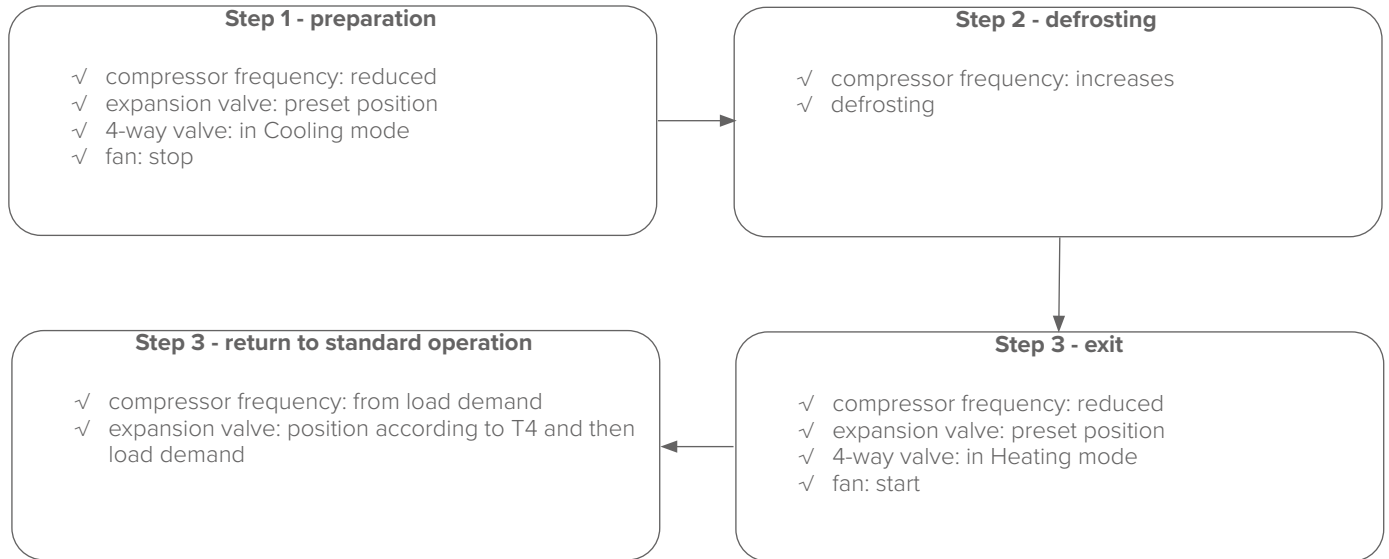 Step 1 - preparation
√ compressor frequency: reduced
√ expansion valve: preset position
√ 4-way valve: in Cooling mode
√ fan: stop
Step 2 - defrosting
√ compressor frequency: increases
√ defrosting
Step 3 - exit
√ compressor frequency: reduced
√ expansion valve: preset position
√ 4-way valve: in Heating mode
√ fan: start
Step 3 - return to standard operation
√ compressor frequency: from load demand
√ expansion valve: position according to T4 and then
load demand